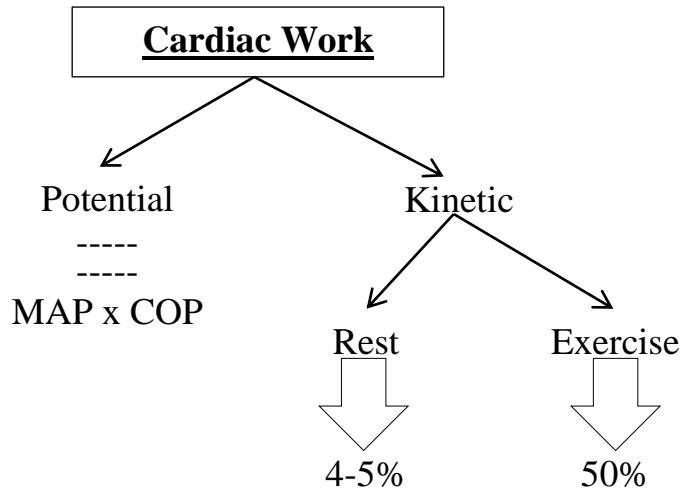 Cardiac Work
Potential
Kinetic
-----
-----
MAP x COP
Rest
Exercise
4-5%
50%